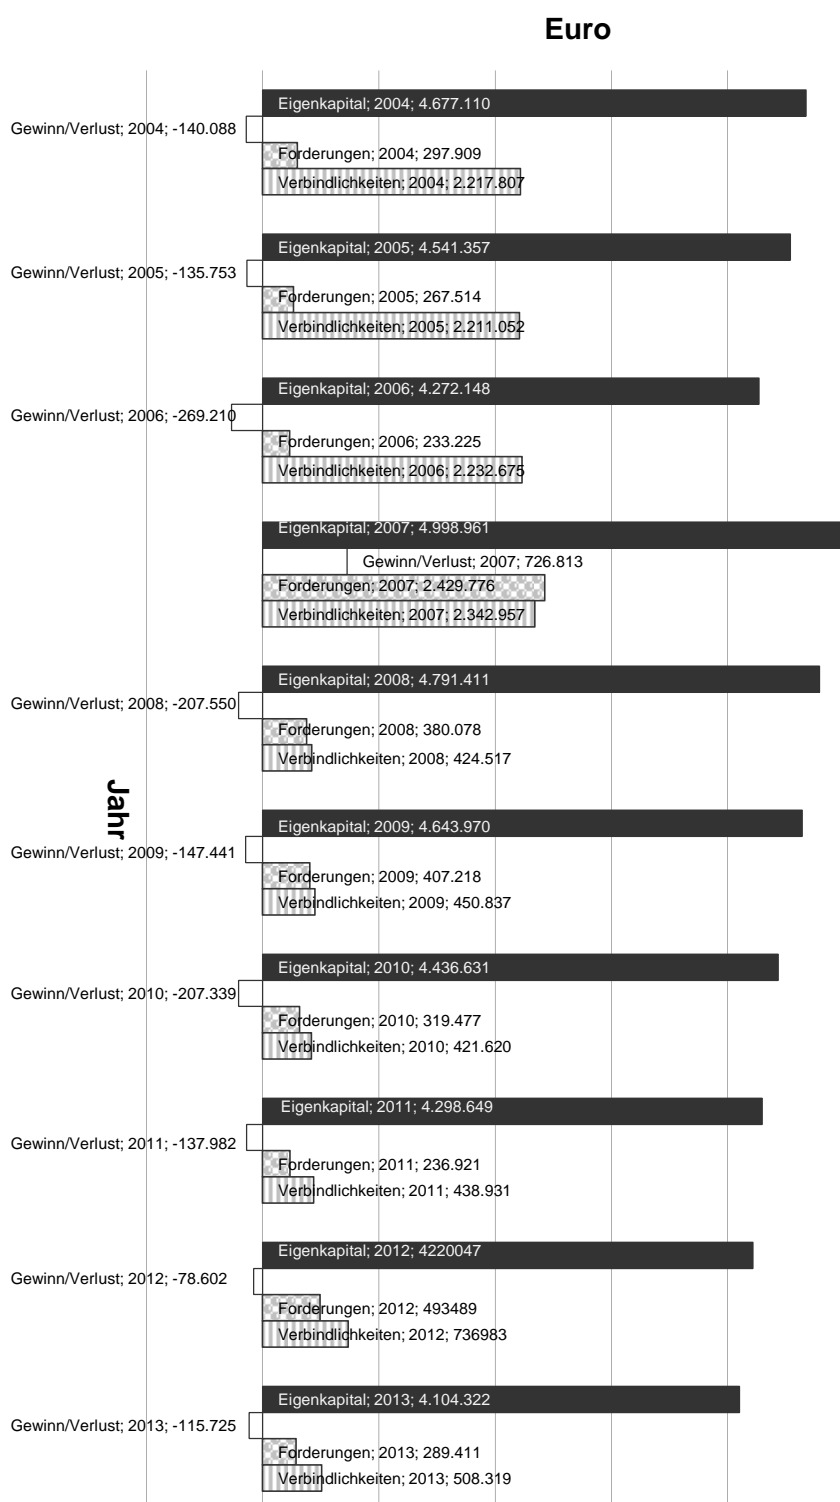 Euro
Eigenkapital; 2004; 4.677.110
Gewinn/Verlust; 2004; -140.088
Forderungen; 2004; 297.909
Verbindlichkeiten; 2004; 2.217.807
Eigenkapital; 2005; 4.541.357
Gewinn/Verlust; 2005; -135.753
Forderungen; 2005; 267.514
Verbindlichkeiten; 2005; 2.211.052
Eigenkapital; 2006; 4.272.148
Gewinn/Verlust; 2006; -269.210
Forderungen; 2006; 233.225
Verbindlichkeiten; 2006; 2.232.675
Eigenkapital; 2007; 4.998.961
Gewinn/Verlust; 2007; 726.813
Forderungen; 2007; 2.429.776
Verbindlichkeiten; 2007; 2.342.957
Eigenkapital; 2008; 4.791.411
Gewinn/Verlust; 2008; -207.550
Forderungen; 2008; 380.078
Verbindlichkeiten; 2008; 424.517
Jahr
Eigenkapital; 2009; 4.643.970
Gewinn/Verlust; 2009; -147.441
Forderungen; 2009; 407.218
Verbindlichkeiten; 2009; 450.837
Eigenkapital; 2010; 4.436.631
Gewinn/Verlust; 2010; -207.339
Forderungen; 2010; 319.477
Verbindlichkeiten; 2010; 421.620
Eigenkapital; 2011; 4.298.649
Gewinn/Verlust; 2011; -137.982
Forderungen; 2011; 236.921
Verbindlichkeiten; 2011; 438.931
Eigenkapital; 2012; 4220047
Gewinn/Verlust; 2012; -78.602
Forderungen; 2012; 493489
Verbindlichkeiten; 2012; 736983
Eigenkapital; 2013; 4.104.322
Gewinn/Verlust; 2013; -115.725
Forderungen; 2013; 289.411
Verbindlichkeiten; 2013; 508.319